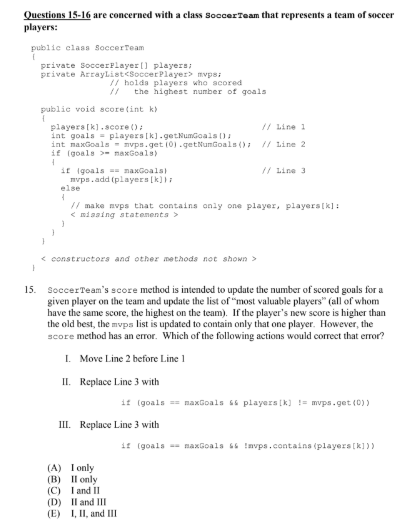 Questions 15-16 are concerned with a class SoccerTeam that represents a team of soccer
players:
public class SoccerTeam
{
private SoccerPlayer[] players;
private ArrayList<SoccerPlayer> mvps;
// holds players who scored
// the highest number of goals
public void score(int k)
{
players[k].score(); // Line 1
int goals = players[k].getNumGoals();
int maxGoals = mvps.get(0).getNumGoals(); // Line 2
if (goals >= maxGoals)
{
if (goals == maxGoals) // Line 3
mvps.add(players[k]);
else
{
// make mvps that contains only one player, players[k]:
< missing statements >
}
}
}
< constructors and other methods not shown >
}
15. SoccerTeam's score method is intended to update the number of scored goals for a
given player on the team and update the list of "most valuable players" (all of whom
have the same score, the highest on the team). If the player's new score is higher than
the old best, the mvps list is updated to contain only that one player. However, the
score method has an error. Which of the following actions would correct that error?
I. Move Line 2 before Line 1
II. Replace Line 3 with
if (goals == maxGoals && players[k] != mvps.get(0))
III. Replace Line 3 with
if (goals == maxGoals && !mvps.contains(players[k]))
(A) I only
(B) II only
(C) I and II
(D) II and III
(E) I, II, and III